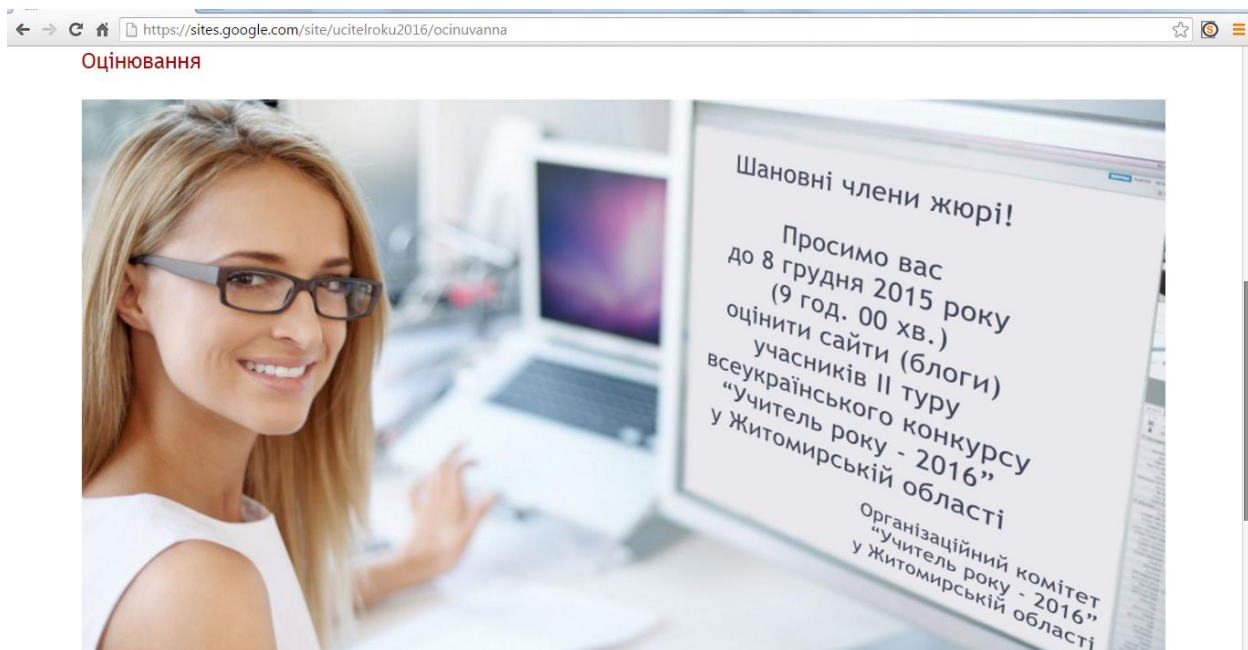 https://sites.google.com/site/ucitelroku2016/ocinuvanna
Оцінювання
Шановні члени жюрі!
Просимо вас
до 8 грудня 2015 року
(9 год. 00 хв.)
оцінити сайти (блоги)
учасників ІІ туру
всеукраїнського конкурсу
“Учитель року - 2016”
у Житомирській області
Організаційний комітет
“Учитель року - 2016”
у Житомирській області